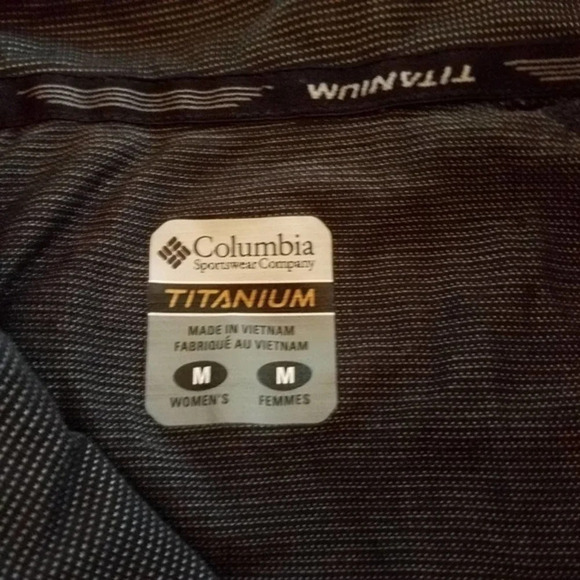 TITANIUM
Columbia
Sportswear Company
TITANIUM
MADE IN VIETNAM
FABRIQUÉ AU VIETNAM
M M
WOMEN'S FEMMES